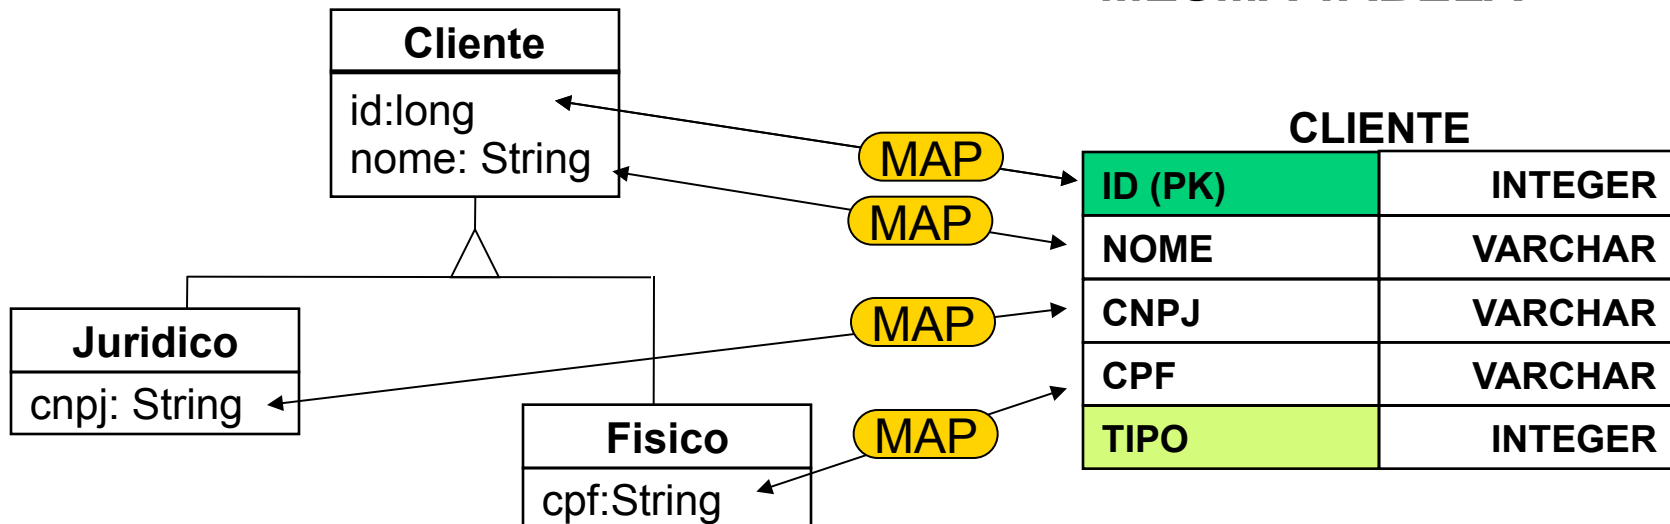 Cliente
id:long
nome: String
Juridico
cnpj: String
Fisico
cpf:String
MAP
MAP
MAP
MAP
CLIENTE
ID (PK) INTEGER
NOME VARCHAR
CNPJ VARCHAR
CPF VARCHAR
TIPO INTEGER